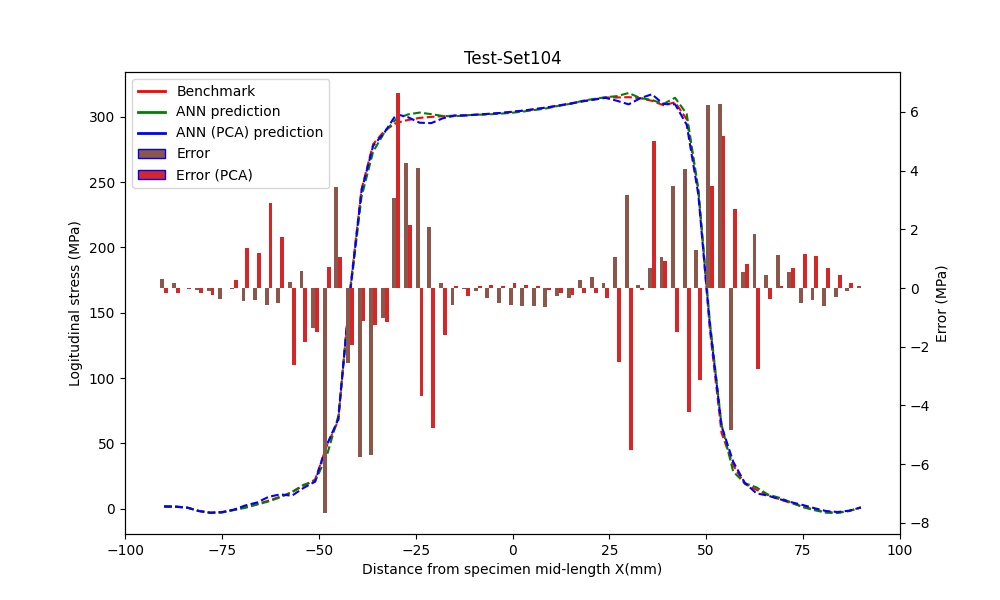 Test-Set104
Benchmark
ANN prediction
ANN (PCA) prediction
Error
Error (PCA)
300
250
200
150
100
50
0
Logitudinal stress (MPa)
6
4
2
0
−2
−4
−6
−8
Error (MPa)
−100 −75 −50 −25 0 25 50 75 100
Distance from specimen mid-length X(mm)